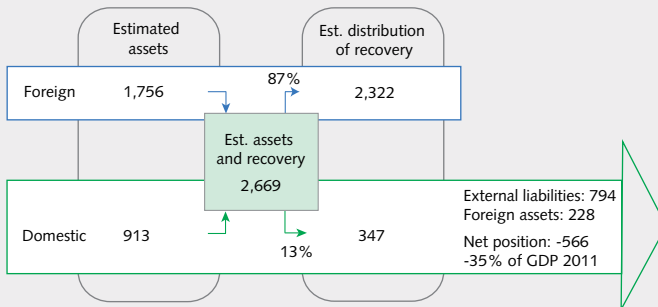 Estimated
assets
Est. distribution
of recovery
Foreign
1,756
87%
2,322
Est. assets
and recovery
2,669
Domestic
913
13%
347
External liabilities: 794
Foreign assets: 228
Net position: -566
-35% of GDP 2011